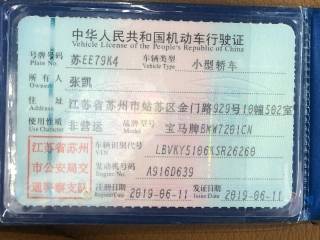 中华人民共和国机动车行驶证
Vehicle License of the People's Republic of China
号牌号码 苏EE79K4 车辆类型 小型轿车
Plate No. Vehicle Type
所有人 张凯
Owner
住址 江苏省苏州市姑苏区金门路929号10幢502室
Address
使用性质 非营运 品牌型号 宝马牌BMW7201CN
Use Character Model
江苏省苏州市公安局交通警察支队
车辆识别代号 LBVKY5106KSR26260
VIN
发动机号码 A916D639
Engine No.
注册日期 2019-06-11 发证日期 2019-06-11
Register Date Issue Date